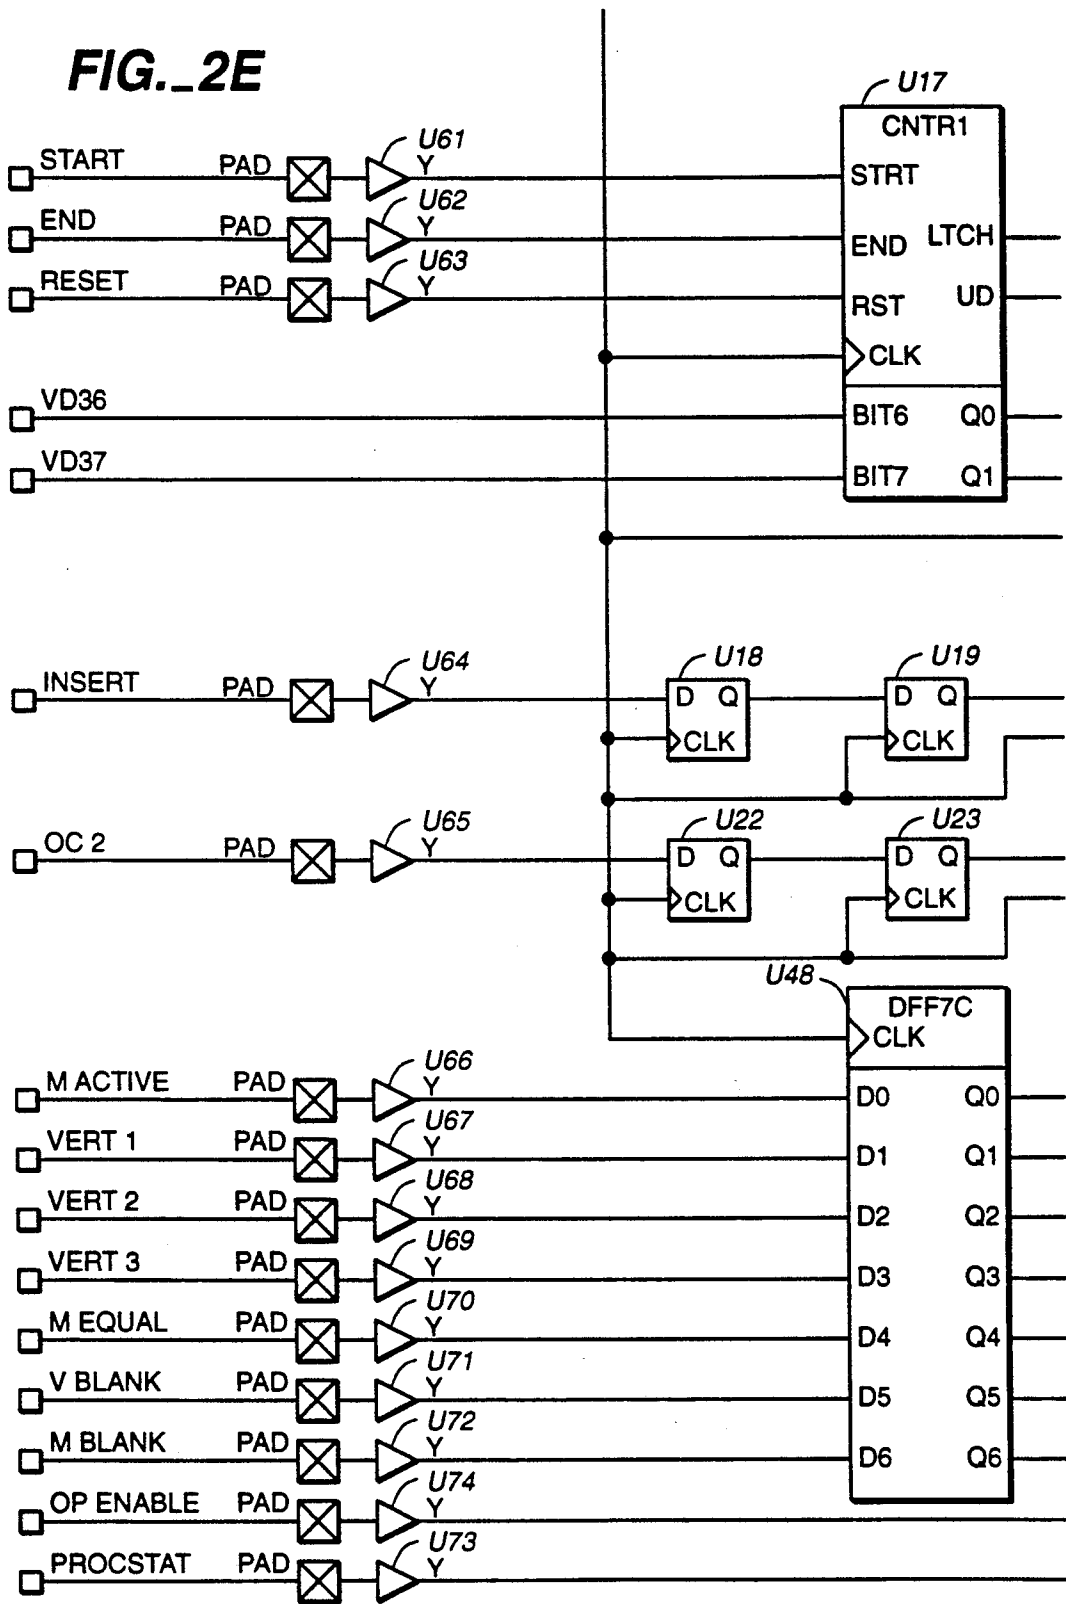 FIG._2E
U17
CNTR1
START PAD U61 Y STRT
END PAD U62 Y END LTCH
RESET PAD U63 Y RST UD
CLK
VD36 BIT6 Q0
VD37 BIT7 Q1
INSERT PAD U64 Y U18 D Q U19 D Q
CLK CLK
OC 2 PAD U65 Y U22 D Q U23 D Q
CLK CLK
U48 DFF7C
CLK
M ACTIVE PAD U66 Y D0 Q0
VERT 1 PAD U67 Y D1 Q1
VERT 2 PAD U68 Y D2 Q2
VERT 3 PAD U69 Y D3 Q3
M EQUAL PAD U70 Y D4 Q4
V BLANK PAD U71 Y D5 Q5
M BLANK PAD U72 Y D6 Q6
OP ENABLE PAD U74 Y
PROCSTAT PAD U73 Y